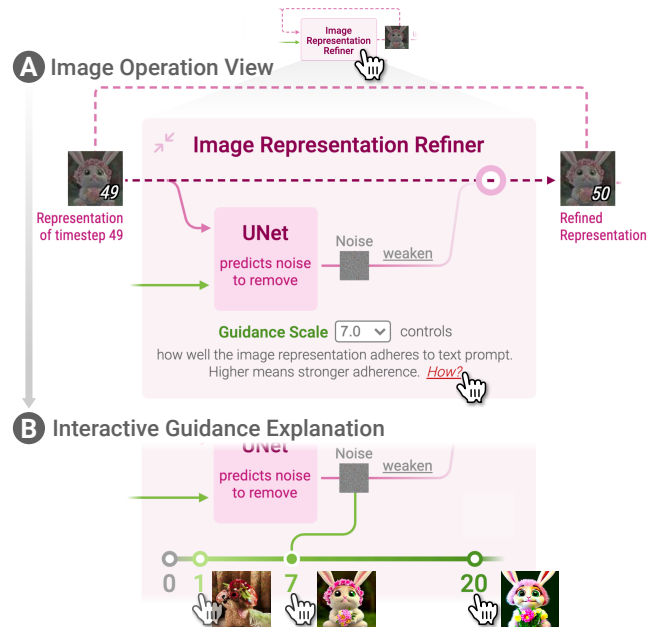 Image
Representation
Refiner
A Image Operation View
Image Representation Refiner
49
50
Representation
of timestep 49
Refined
Representation
UNet
predicts noise
to remove
Noise
weaken
Guidance Scale 7.0 controls
how well the image representation adheres to text prompt.
Higher means stronger adherence. How?
B Interactive Guidance Explanation
UNet
predicts noise
to remove
Noise
weaken
0 1 7 20